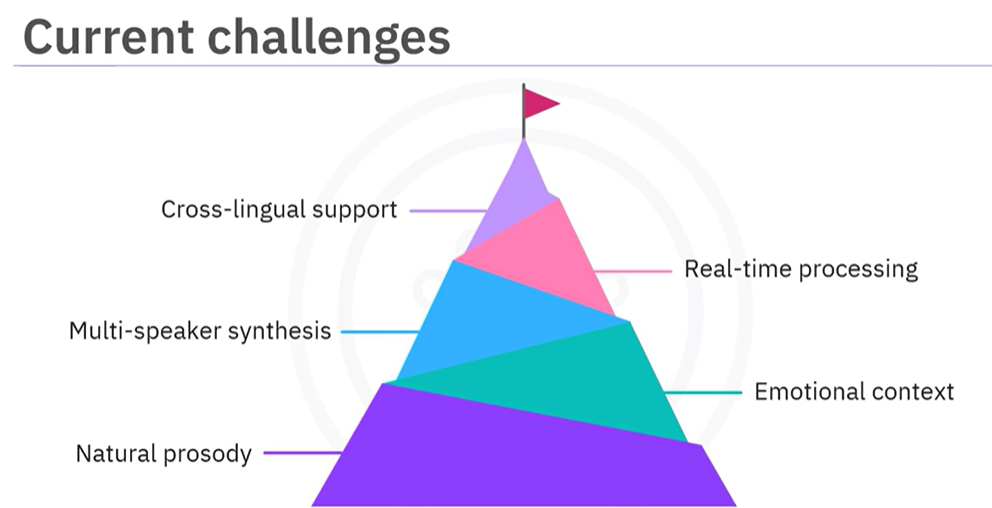 Current challenges
Cross-lingual support
Real-time processing
Multi-speaker synthesis
Emotional context
Natural prosody